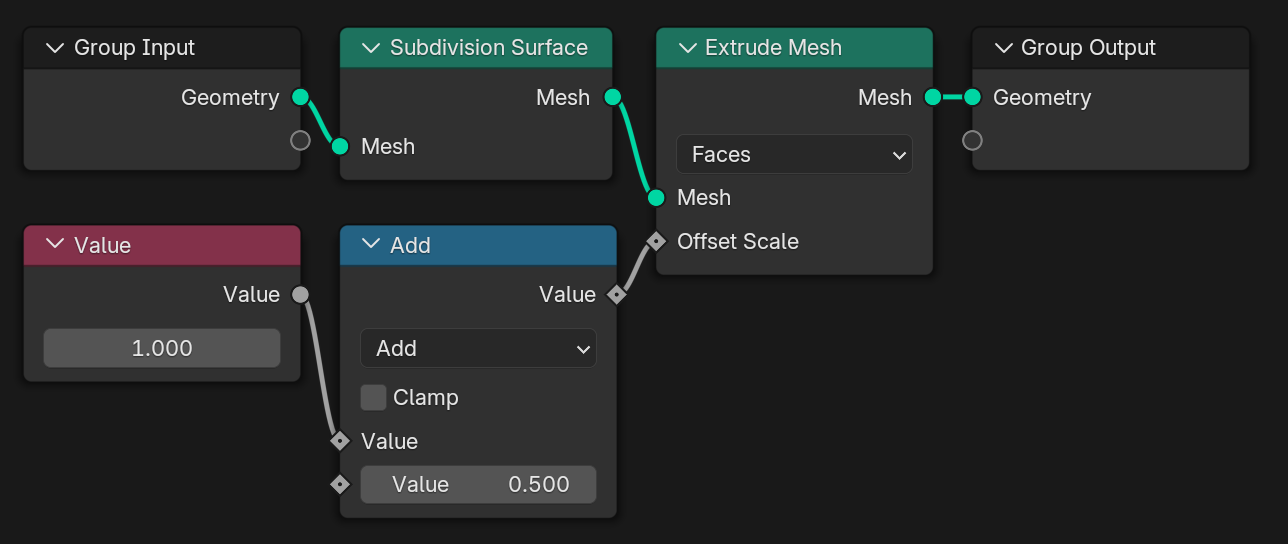 Group Input
Geometry
Subdivision Surface
Mesh
Mesh
Extrude Mesh
Mesh
Faces
Mesh
Offset Scale
Group Output
Geometry
Value
Value
1.000
Add
Value
Add
Clamp
Value
Value 0.500